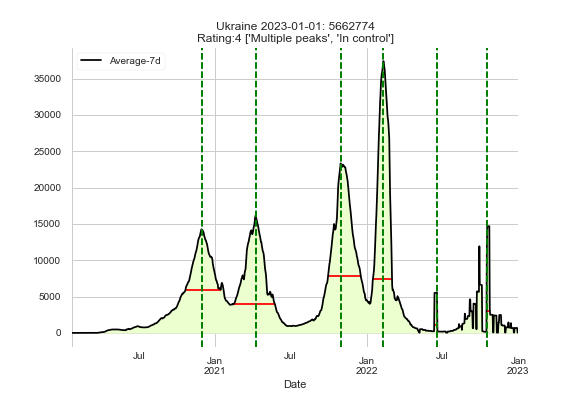 Ukraine 2023-01-01: 5662774
Rating:4 ['Multiple peaks', 'In control']
Average-7d
35000
30000
25000
20000
15000
10000
5000
0
Jul
Jan
2021
Jul
Jan
2022
Jul
Jan
2023
Date